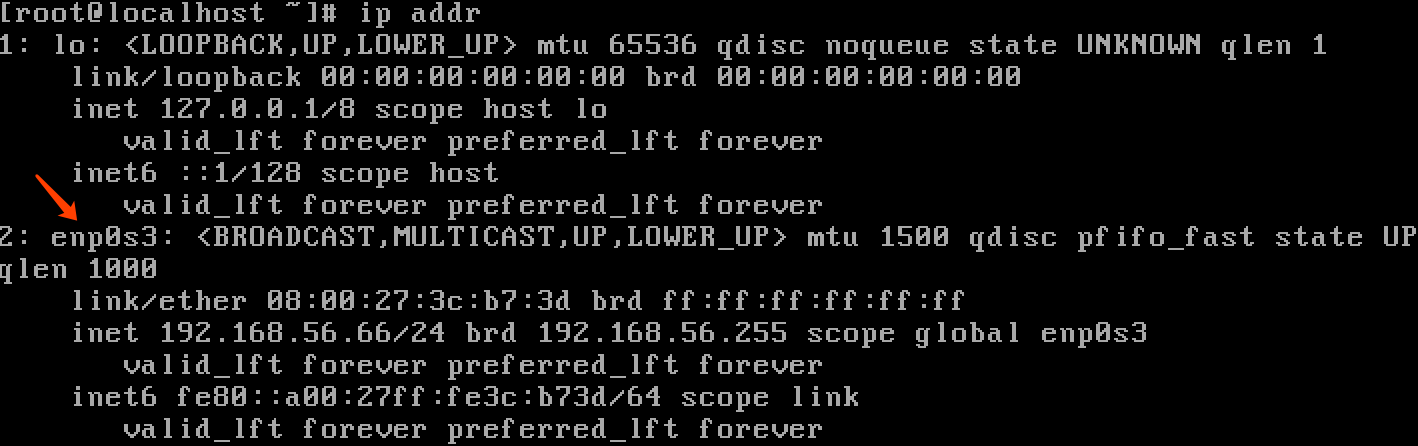 [root@localhost ~]# ip addr
1: lo: <LOOPBACK,UP,LOWER_UP> mtu 65536 qdisc noqueue state UNKNOWN qlen 1
    link/loopback 00:00:00:00:00:00 brd 00:00:00:00:00:00
    inet 127.0.0.1/8 scope host lo
       valid_lft forever preferred_lft forever
    inet6 ::1/128 scope host
       valid_lft forever preferred_lft forever
2: enp0s3: <BROADCAST,MULTICAST,UP,LOWER_UP> mtu 1500 qdisc pfifo_fast state UP
qlen 1000
    link/ether 08:00:27:3c:b7:3d brd ff:ff:ff:ff:ff:ff
    inet 192.168.56.66/24 brd 192.168.56.255 scope global enp0s3
       valid_lft forever preferred_lft forever
    inet6 fe80::a00:27ff:fe3c:b73d/64 scope link
       valid_lft forever preferred_lft forever